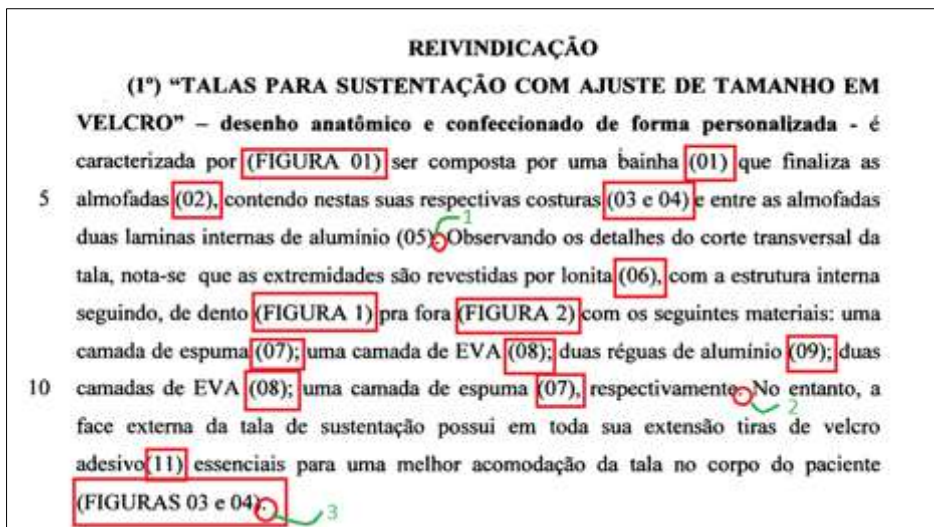 REIVINDICAÇÃO
(1º) “TALAS PARA SUSTENTAÇÃO COM AJUSTE DE TAMANHO EM
VELCRO” – desenho anatômico e confeccionado de forma personalizada - é
caracterizada por (FIGURA 01) ser composta por uma bainha (01) que finaliza as
5 almofadas (02), contendo nestas suas respectivas costuras (03 e 04) e entre as almofadas
1
duas laminas internas de alumínio (05). Observando os detalhes do corte transversal da
tala, nota-se que as extremidades são revestidas por lonita (06), com a estrutura interna
seguindo, de dento (FIGURA 1) pra fora (FIGURA 2) com os seguintes materiais: uma
camada de espuma (07); uma camada de EVA (08); duas réguas de alumínio (09); duas
10 camadas de EVA (08); uma camada de espuma (07), respectivamente. No entanto, a
2
face externa da tala de sustentação possui em toda sua extensão tiras de velcro
adesivo(11) essenciais para uma melhor acomodação da tala no corpo do paciente
(FIGURAS 03 e 04).
3